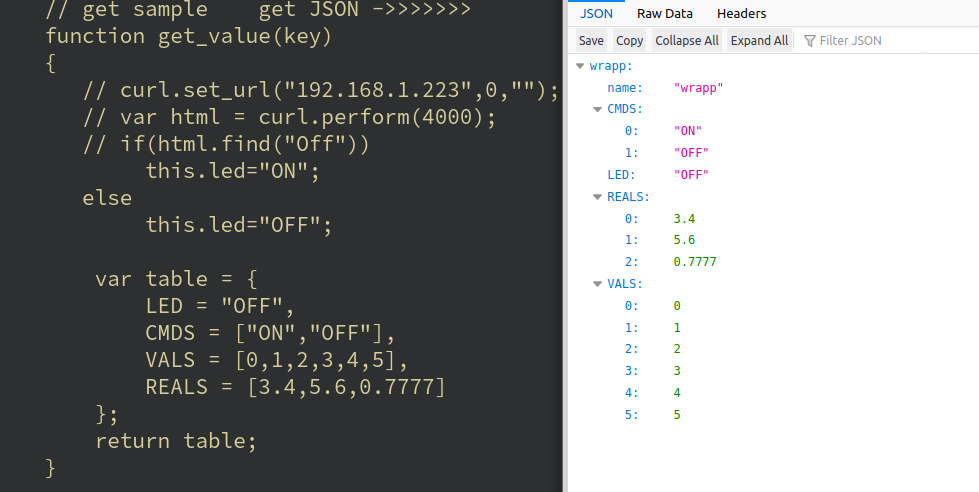 // get sample    get JSON ->>>>>>>
function get_value(key)
{
   // curl.set_url("192.168.1.223",0,"");
   // var html = curl.perform(4000);
   // if(html.find("Off"))
        this.led="ON";
   else
        this.led="OFF";
    var table = {
        LED = "OFF",
        CMDS = ["ON","OFF"],
        VALS = [0,1,2,3,4,5],
        REALS = [3.4,5.6,0.7777]
    };
    return table;
}
JSON Raw Data Headers
Save Copy Collapse All Expand All Filter JSON
wrapp:
name: "wrapp"
CMDS:
0: "ON"
1: "OFF"
LED: "OFF"
REALS:
0: 3.4
1: 5.6
2: 0.7777
VALS:
0: 0
1: 1
2: 2
3: 3
4: 4
5: 5